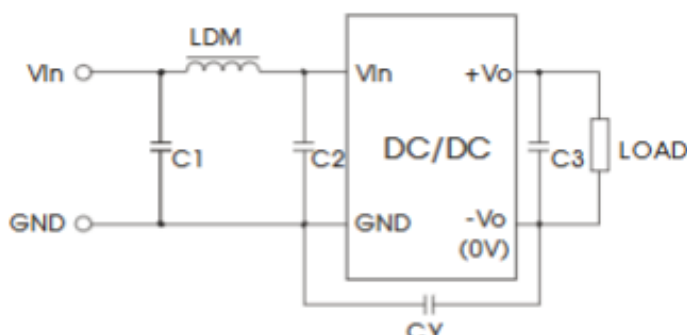 LDM
VIn
VIn
+Vo
C1
C2
DC/DC
C3
LOAD
GND
GND
-Vo
(0V)
CY